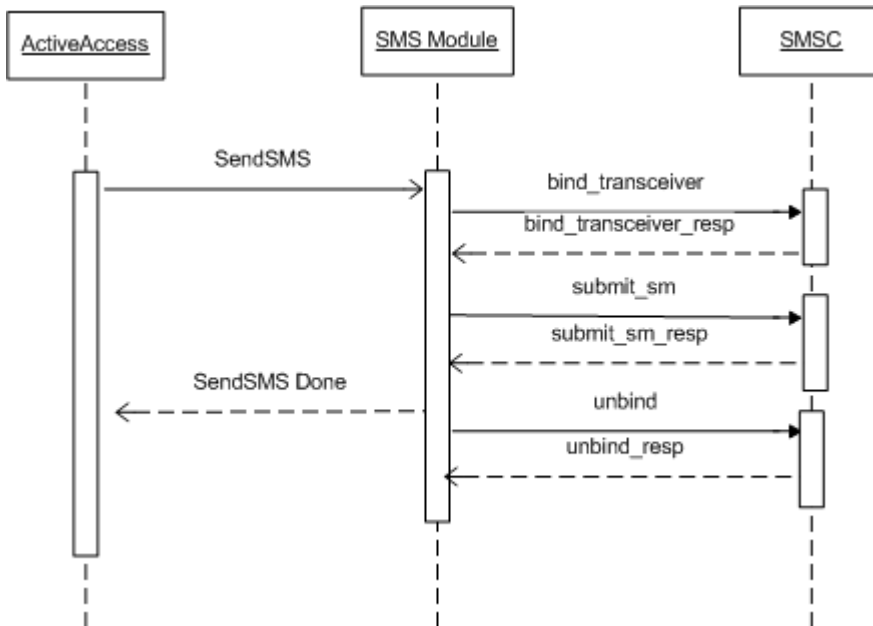 ActiveAccess
SMS Module
SMSC
SendSMS
bind_transceiver
bind_transceiver_resp
submit_sm
submit_sm_resp
SendSMS Done
unbind
unbind_resp